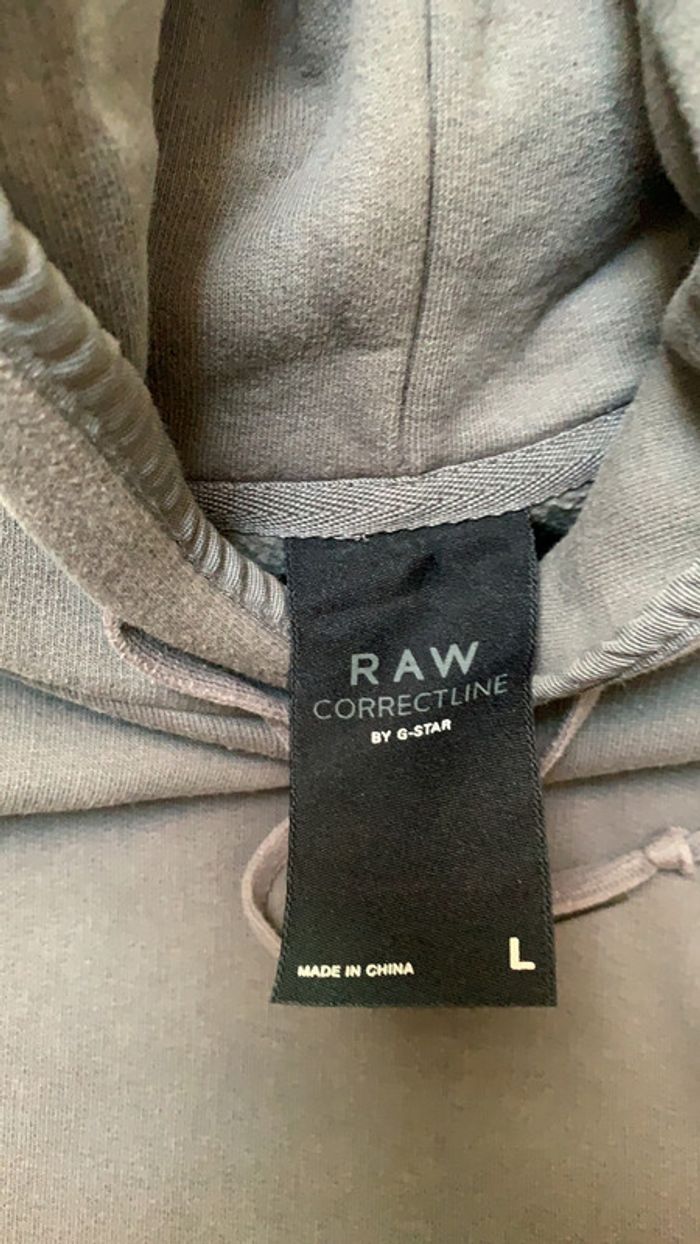 RAW
CORRECTLINE
BY G-STAR
MADE IN CHINA
L